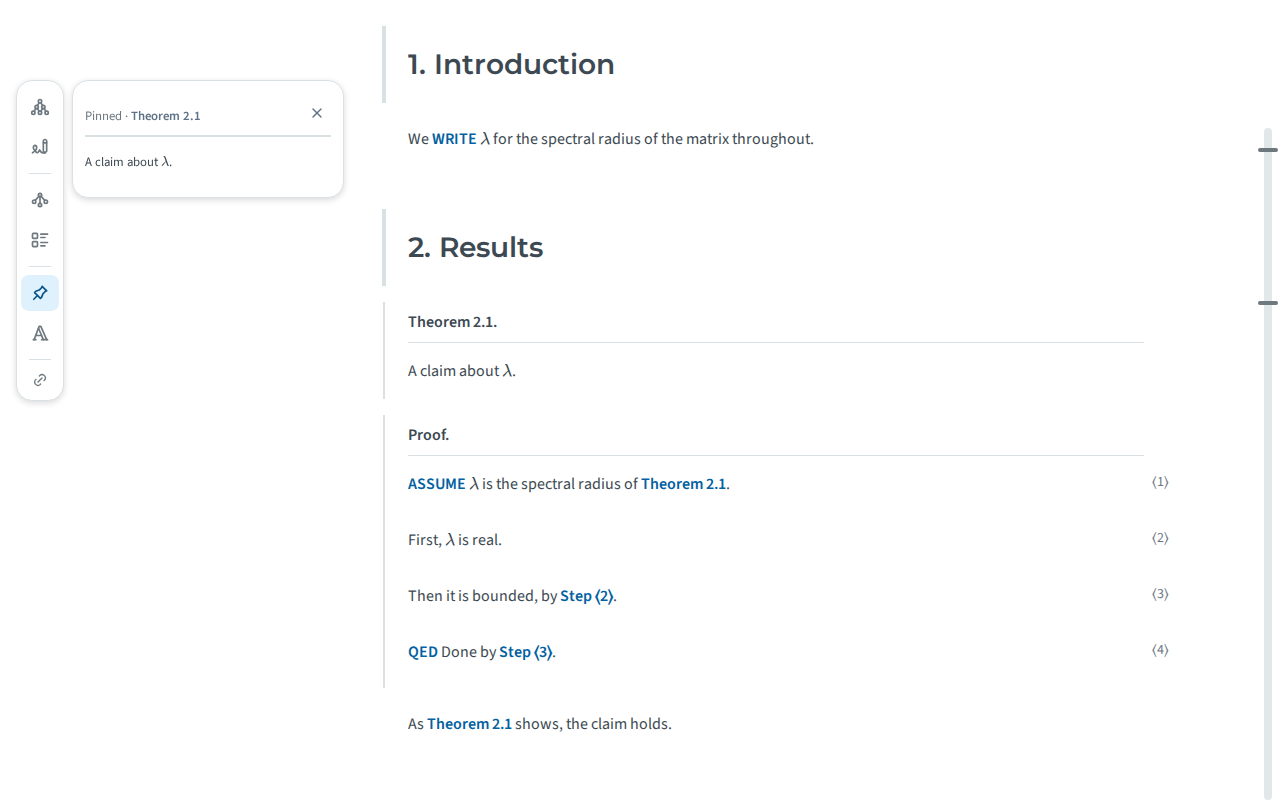 Pinned · Theorem 2.1
A claim about λ.
1. Introduction
We WRITE λ for the spectral radius of the matrix throughout.
2. Results
Theorem 2.1.
A claim about λ.
Proof.
ASSUME λ is the spectral radius of Theorem 2.1. ⟨1⟩
First, λ is real. ⟨2⟩
Then it is bounded, by Step ⟨2⟩. ⟨3⟩
QED Done by Step ⟨3⟩. ⟨4⟩
As Theorem 2.1 shows, the claim holds.